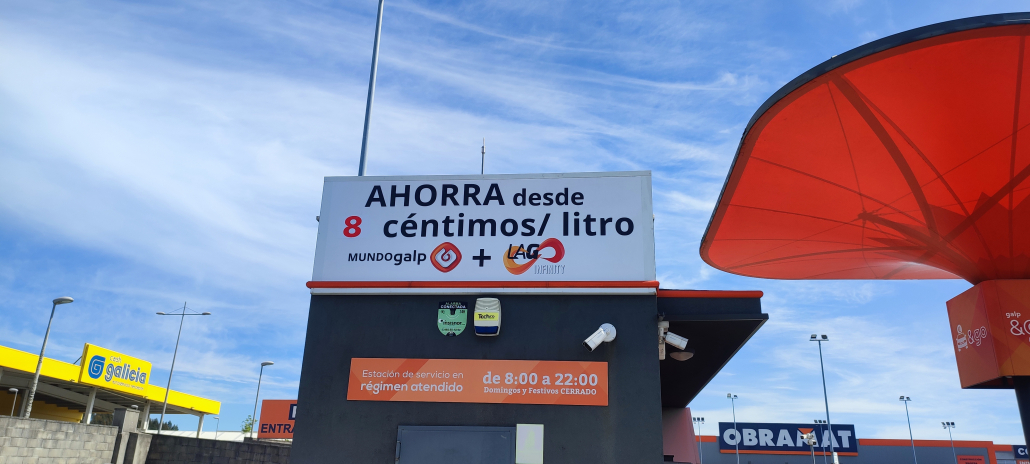 AHORRA desde
8 céntimos/ litro
MUNDOgalp + LAG
INFINITY
Estación de servicio en
régimen atendido
de 8:00 a 22:00
Domingos y Festivos CERRADO
galicia
OBRAMAT
galp
&go